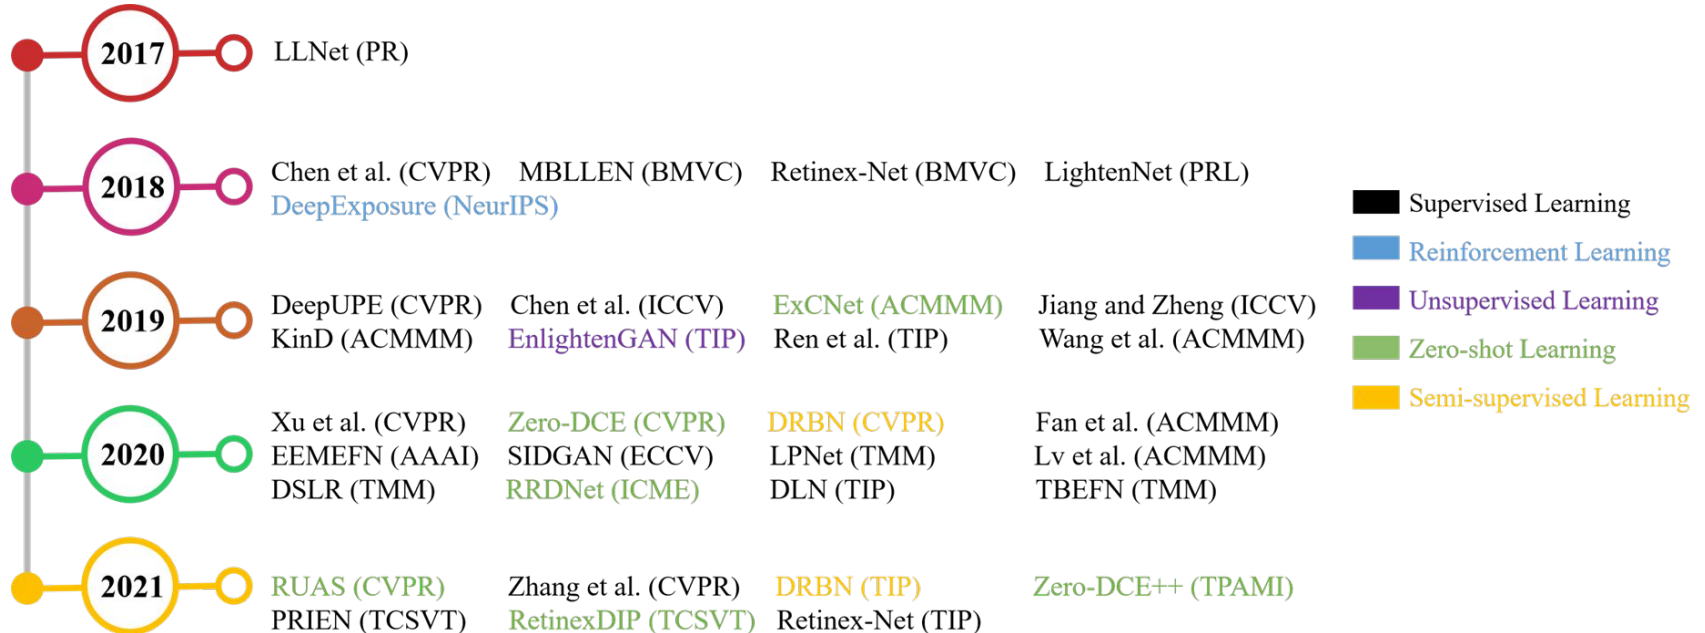 2017
LLNet (PR)
2018
Chen et al. (CVPR) MBLLEN (BMVC) Retinex-Net (BMVC) LightenNet (PRL)
DeepExposure (NeurIPS)
2019
DeepUPE (CVPR) Chen et al. (ICCV) ExCNet (ACMMM) Jiang and Zheng (ICCV)
KinD (ACMMM) EnlightenGAN (TIP) Ren et al. (TIP) Wang et al. (ACMMM)
2020
Xu et al. (CVPR) Zero-DCE (CVPR) DRBN (CVPR) Fan et al. (ACMMM)
EEMEFN (AAAI) SIDGAN (ECCV) LPNet (TMM) Lv et al. (ACMMM)
DSLR (TMM) RRDNet (ICME) DLN (TIP) TBEFN (TMM)
2021
RUAS (CVPR) Zhang et al. (CVPR) DRBN (TIP) Zero-DCE++ (TPAMI)
PRIEN (TCSVT) RetinexDIP (TCSVT) Retinex-Net (TIP)
Supervised Learning
Reinforcement Learning
Unsupervised Learning
Zero-shot Learning
Semi-supervised Learning